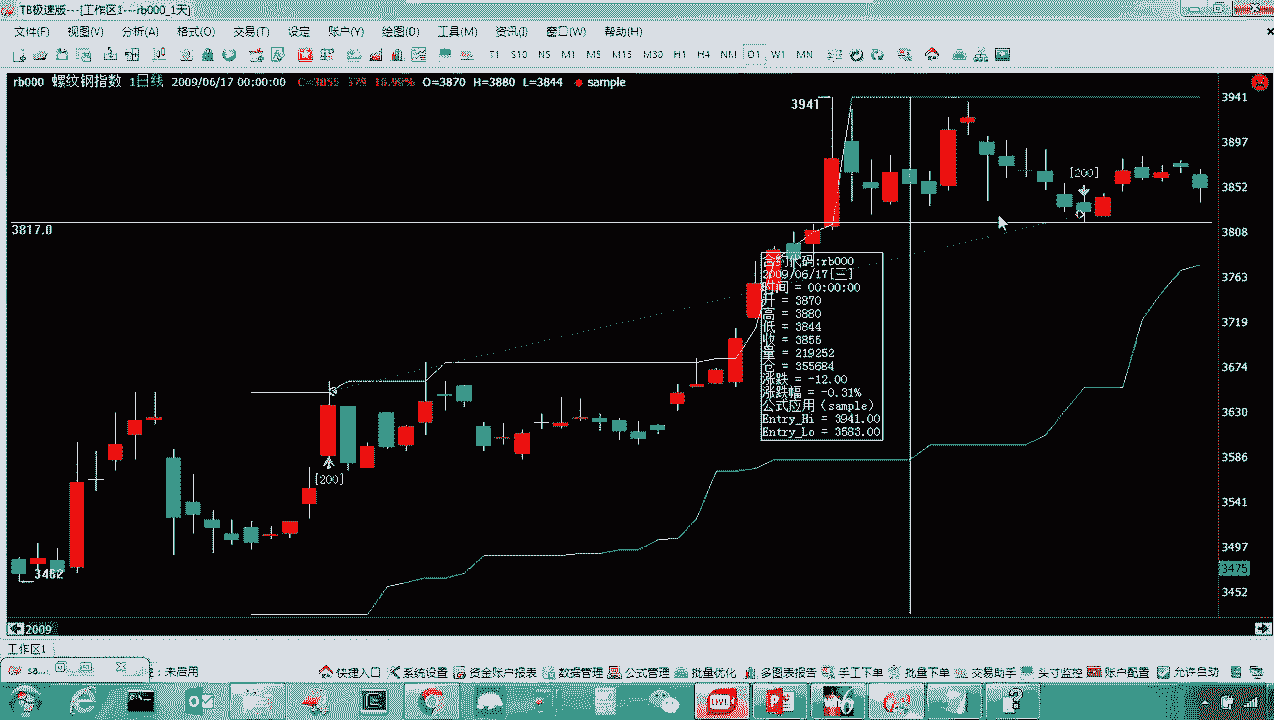 TB极速版---[工作区1---rb000_1天]
文件(F) 视图(V) 分析(A) 格式(O) 交易(T) 设定 账户(Y) 绘图(D) 工具(M) 资讯(I) 窗口(W) 帮助(H)
T1 S10 N5 M1 M5 M15 M30 H1 H4 NM D1 W1 MN
rb000 螺纹钢指数 1日线 2009/06/17 00:00:00 C=3855 O=3870 H=3880 L=3844 sample
3941
3941
3897
3852
3808
3763
3719
3674
3630
3586
3541
3497
3475
3452
[200]
3817.0
rb000
2009/06/17[三]
时间 = 00:00:00
开 = 3870
高 = 3880
低 = 3844
收 = 3855
量 = 219252
仓 = 355684
涨跌 = -12.00
涨跌幅 = -0.31%
公式应用(sample)
Entry_Hi = 3941.00
Entry_Lo = 3583.00
[200]
3462
2009
工作区1
未启用 快捷入口 系统设置 资金账户报表 数据管理 公式管理 批量优化 多图表报告 手工下单 批量下单 交易助手 头寸监控 账户配置 允许自动